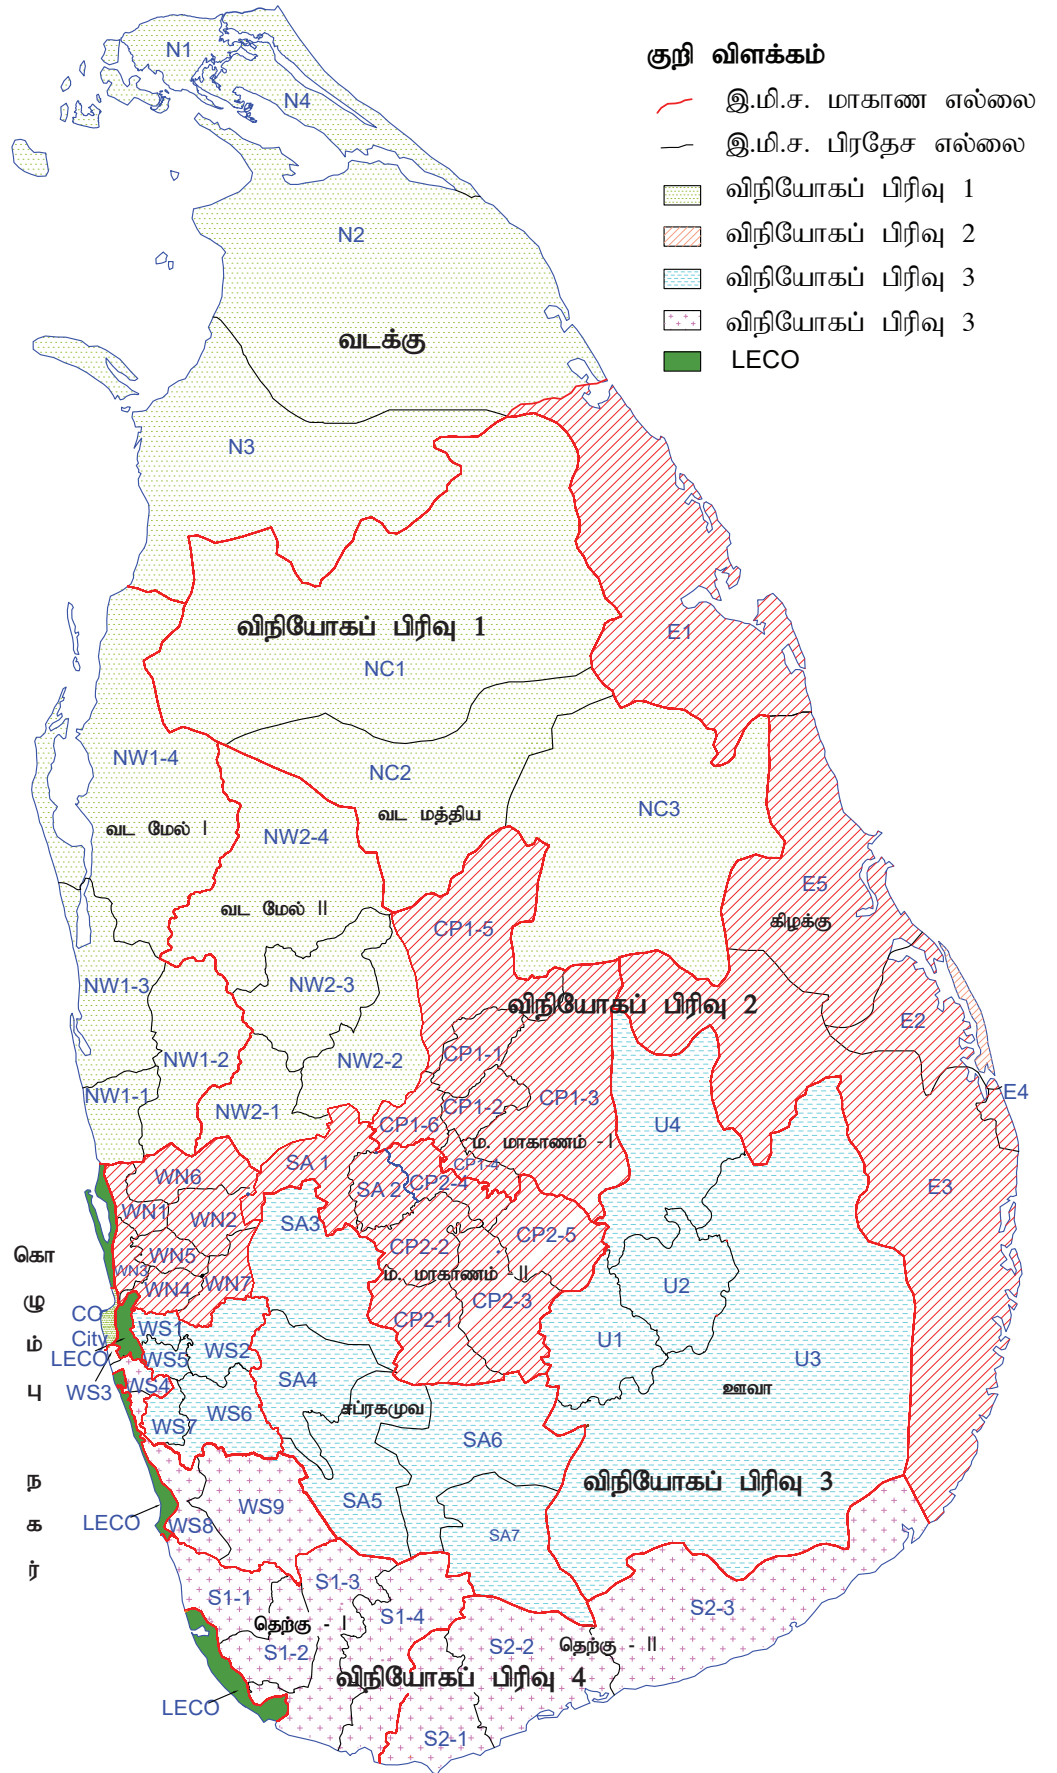 குறி விளக்கம்
இ.மி.ச. மாகாண எல்லை
இ.மி.ச. பிரதேச எல்லை
விநியோகப் பிரிவு 1
விநியோகப் பிரிவு 2
விநியோகப் பிரிவு 3
விநியோகப் பிரிவு 3
LECO
N1
N4
N2
வடக்கு
N3
விநியோகப் பிரிவு 1
E1
NC1
NW1-4
NC2
NC3
வட மேல் I
NW2-4
வட மத்திய
வட மேல் II
CP1-5
E5
கிழக்கு
NW1-3
NW2-3
விநியோகப் பிரிவு 2
E2
NW1-2
NW2-2
CP1-1
NW1-1
NW2-1
CP1-2
CP1-3
E4
CP1-6
U4
ம. மாகாணம் -I
CP1-4
WN6
SA 1
SA 2
CP2-4
E3
WN1
WN2
SA3
CP2-5
WN5
CP2-2
WN3
WN4
WN7
ம. மாகாணம் -II
U2
CP2-1
CP2-3
CO
City
WS1
U1
LECO
WS5
WS2
U3
WS3
WS4
SA4
ஊவா
WS7
WS6
சப்ரகமுவ
SA6
விநியோகப் பிரிவு 3
LECO
WS8
WS9
SA5
SA7
S1-1
S1-3
S1-4
S2-3
தெற்கு - I
S1-2
S2-2
தெற்கு - II
விநியோகப் பிரிவு 4
LECO
S2-1
கொ
ழு
ம்
பு
ந
க
ர்